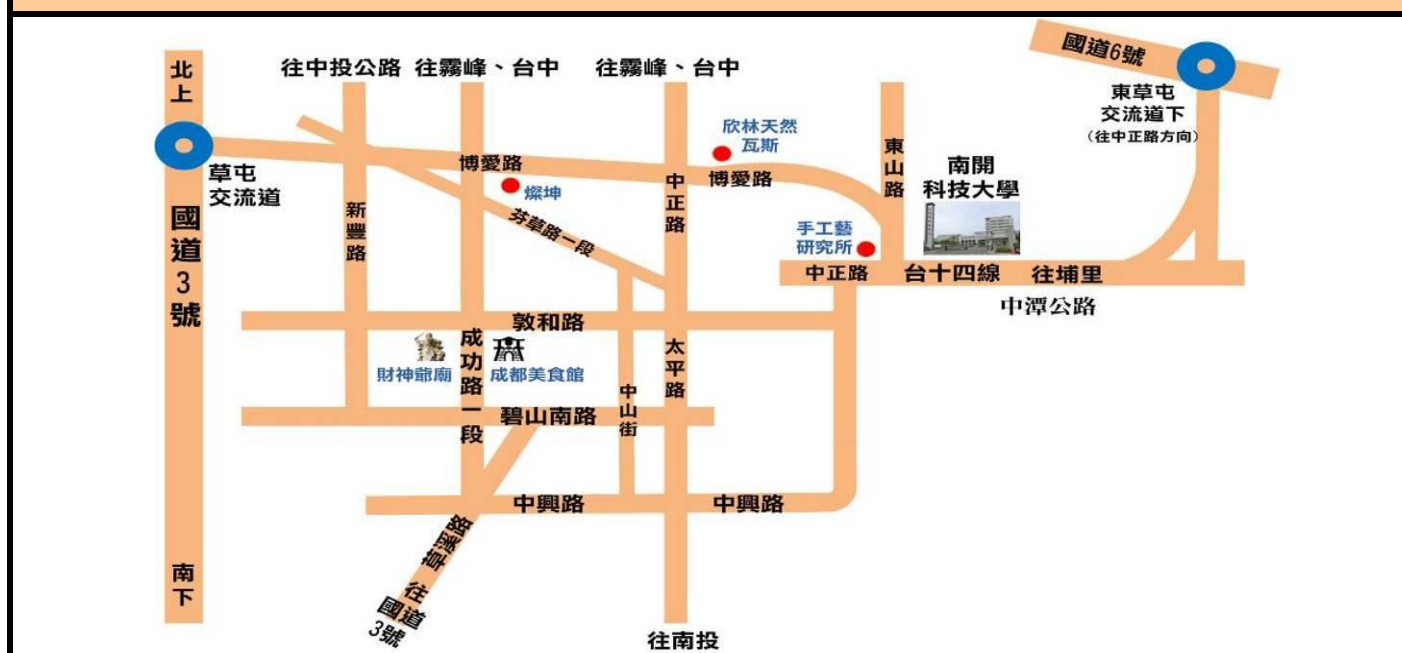 國道6號
北上
往中投公路
往霧峰、台中
往霧峰、台中
東草屯
交流道下
(往中正路方向)
欣林天然
瓦斯
東山路
南開
科技大學
博愛路
博愛路
草屯
交流道
燦坤
中正路
新豐路
芬草路一段
國道3號
手工藝
研究所
中正路
台十四線
往埔里
中潭公路
敦和路
成功路一段
太平路
財神爺廟
成都美食館
中山街
碧山南路
中興路
中興路
草溪路
往國道3號
南下
往南投